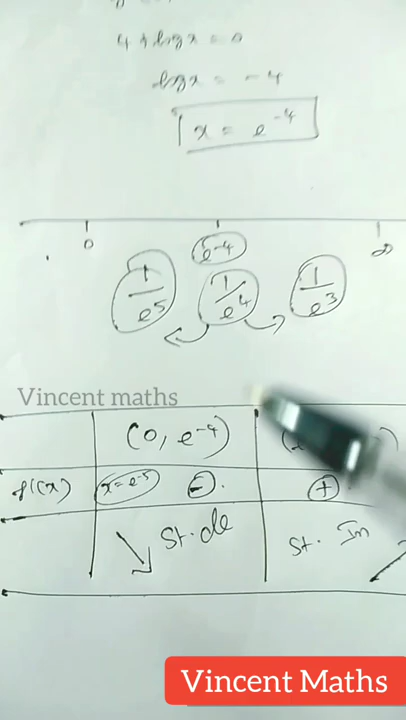 4 + log x = 0
log x = -4
x = e^-4
0 e^-4 ∞
1/e^5 1/e^4 1/e^3
Vincent maths
(0, e^-4)
f'(x) x = e^-5 - +
St. de St. In
Vincent Maths